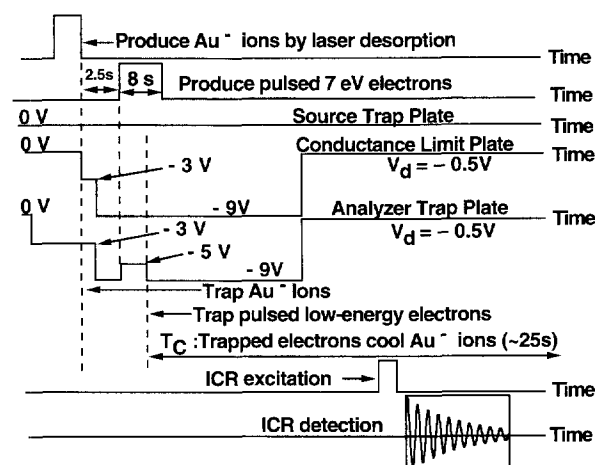 Produce Au⁻ ions by laser desorption
Time
2.5s
8 s
Produce pulsed 7 eV electrons
Time
0 V
Source Trap Plate
Time
0 V
Conductance Limit Plate
Time
- 3 V
V_d = - 0.5V
- 9V
0 V
Analyzer Trap Plate
Time
- 3 V
V_d = - 0.5V
- 5 V
- 9V
Trap Au⁻ Ions
Trap pulsed low-energy electrons
T_C :Trapped electrons cool Au⁻ ions (~25s)
ICR excitation
Time
ICR detection
Time